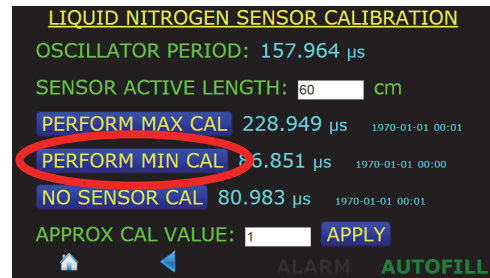 LIQUID NITROGEN SENSOR CALIBRATION
OSCILLATOR PERIOD: 157.964 µs
SENSOR ACTIVE LENGTH: 60 cm
PERFORM MAX CAL 228.949 µs 1970-01-01 00:01
PERFORM MIN CAL 86.851 µs 1970-01-01 00:00
NO SENSOR CAL 80.983 µs 1970-01-01 00:01
APPROX CAL VALUE: 1 APPLY
ALARM AUTOFILL